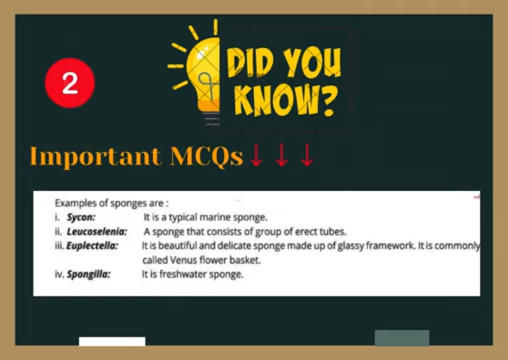 2
DID YOU
KNOW?
Important MCQs↓ ↓ ↓
Examples of sponges are :
i. Sycon: It is a typical marine sponge.
ii. Leucoselenia: A sponge that consists of group of erect tubes.
iii. Euplectella: It is beautiful and delicate sponge made up of glassy framework. It is commonly
called Venus flower basket.
iv. Spongilla: It is freshwater sponge.